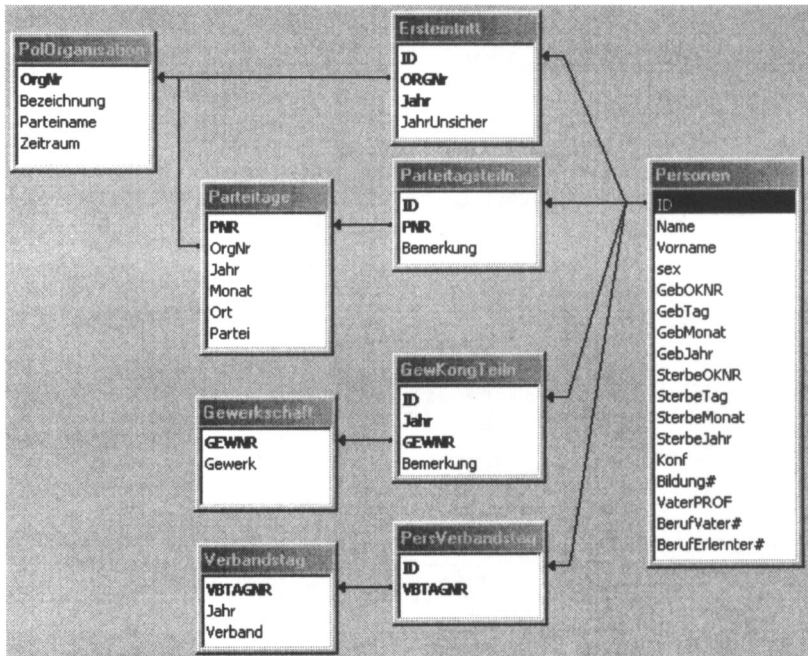 PolOrganisation
OrgNr
Bezeichnung
Parteiname
Zeitraum
Ersteintritt
ID
ORGNr
Jahr
JahrUnsicher
Parteitage
PNR
OrgNr
Jahr
Monat
Ort
Partei
Parteitagsteiln
ID
PNR
Bemerkung
Gewerkschaft
GEWNR
Gewerk
GewKongTeiln
ID
Jahr
GEWNR
Bemerkung
Verbandstag
VBTAGNR
Jahr
Verband
PersVerbandstag
ID
VBTAGNR
Personen
ID
Name
Vorname
sex
GebOKNR
GebTag
GebMonat
GebJahr
SterbeOKNR
SterbeTag
SterbeMonat
SterbeJahr
Konf
Bildung#
VaterPROF
BerufVater#
BerufErlernter#